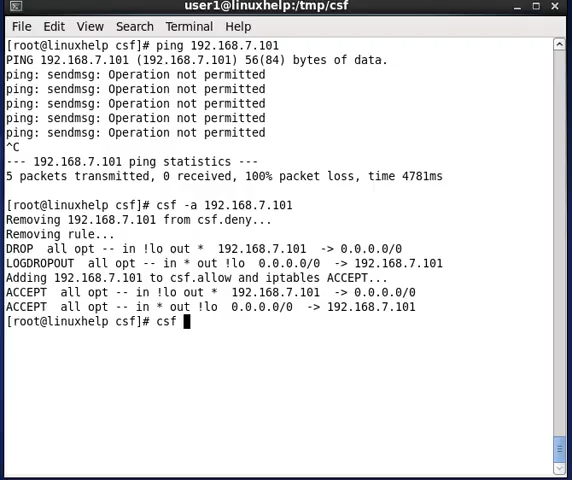 user1@linuxhelp:/tmp/csf
File Edit View Search Terminal Help
[root@linuxhelp csf]# ping 192.168.7.101
PING 192.168.7.101 (192.168.7.101) 56(84) bytes of data.
ping: sendmsg: Operation not permitted
ping: sendmsg: Operation not permitted
ping: sendmsg: Operation not permitted
ping: sendmsg: Operation not permitted
ping: sendmsg: Operation not permitted
^C
--- 192.168.7.101 ping statistics ---
5 packets transmitted, 0 received, 100% packet loss, time 4781ms
[root@linuxhelp csf]# csf -a 192.168.7.101
Removing 192.168.7.101 from csf.deny...
Removing rule...
DROP  all opt -- in !lo out *  192.168.7.101  -> 0.0.0.0/0
LOGDROPOUT  all opt -- in * out !lo  0.0.0.0/0  -> 192.168.7.101
Adding 192.168.7.101 to csf.allow and iptables ACCEPT...
ACCEPT  all opt -- in !lo out *  192.168.7.101  -> 0.0.0.0/0
ACCEPT  all opt -- in * out !lo  0.0.0.0/0  -> 192.168.7.101
[root@linuxhelp csf]# csf